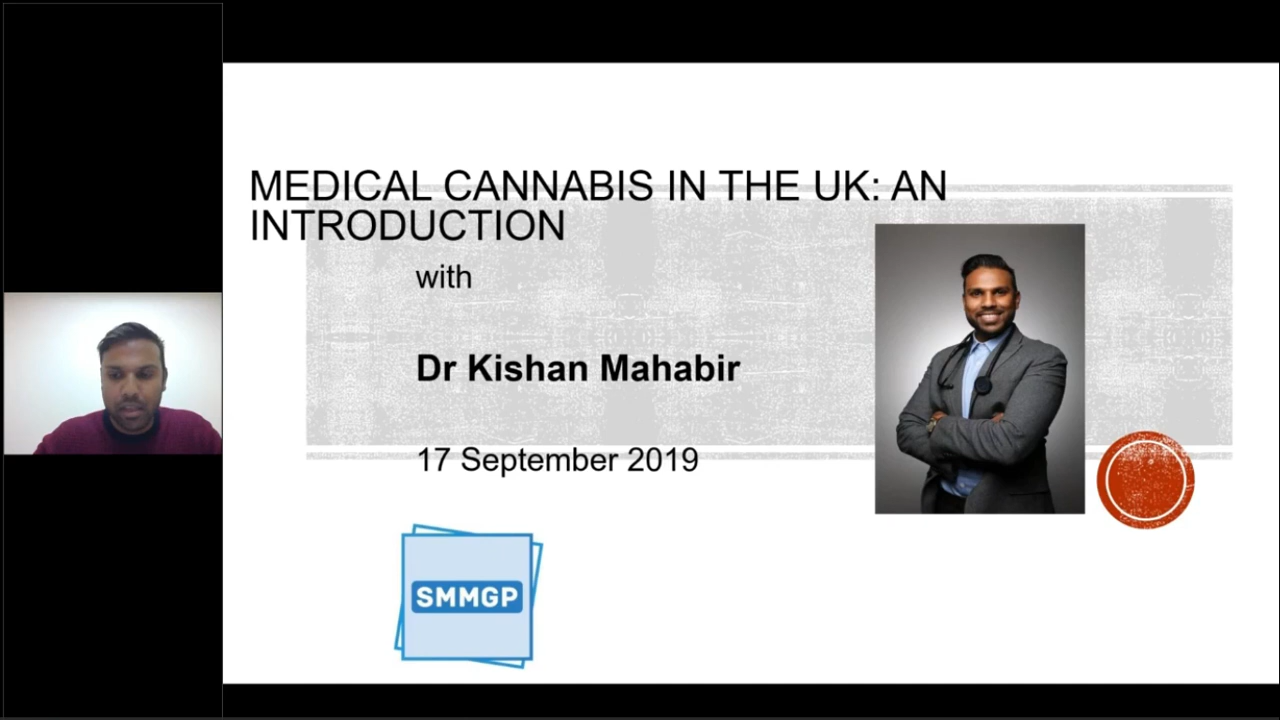 MEDICAL CANNABIS IN THE UK: AN
INTRODUCTION
with
Dr Kishan Mahabir
17 September 2019
SMMGP